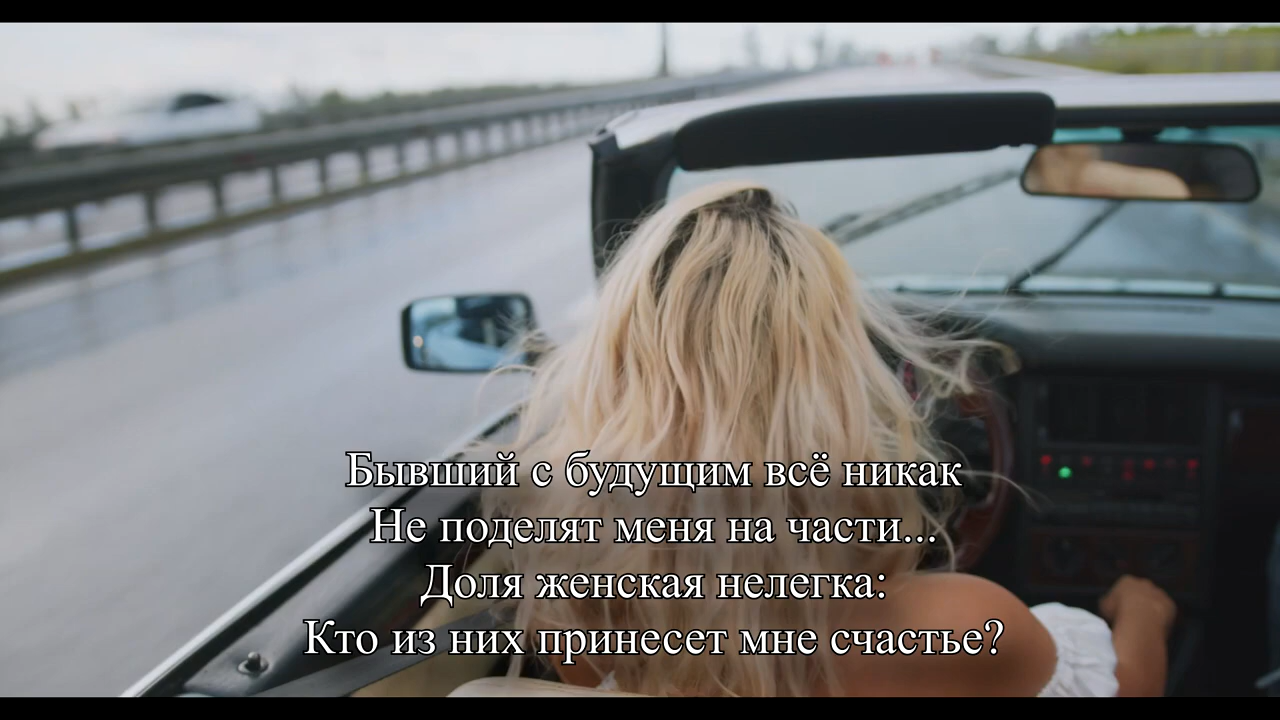 Бывший с будущим всё никак
Не поделят меня на части...
Доля женская нелегка:
Кто из них принесет мне счастье?